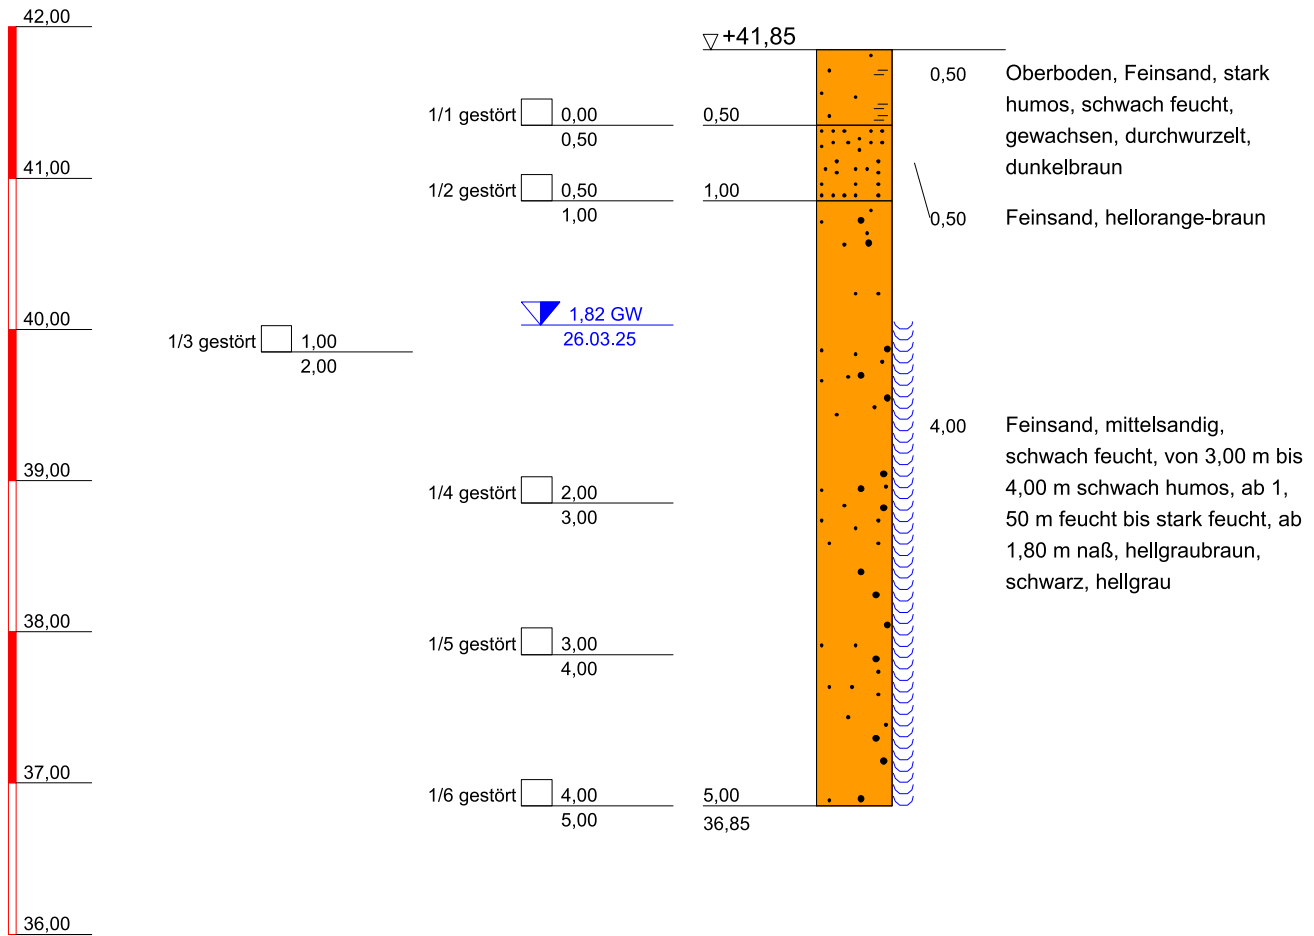 42,00
+41,85
0,50
Oberboden, Feinsand, stark
humos, schwach feucht,
gewachsen, durchwurzelt,
dunkelbraun
1/1 gestört
0,00
0,50
0,50
41,00
1/2 gestört
0,50
1,00
1,00
0,50
Feinsand, hellorange-braun
40,00
1,82 GW
26.03.25
1/3 gestört
1,00
2,00
4,00
Feinsand, mittelsandig,
schwach feucht, von 3,00 m bis
4,00 m schwach humos, ab 1,
50 m feucht bis stark feucht, ab
1,80 m naß, hellgraubraun,
schwarz, hellgrau
39,00
1/4 gestört
2,00
3,00
38,00
1/5 gestört
3,00
4,00
37,00
1/6 gestört
4,00
5,00
5,00
36,85
36,00